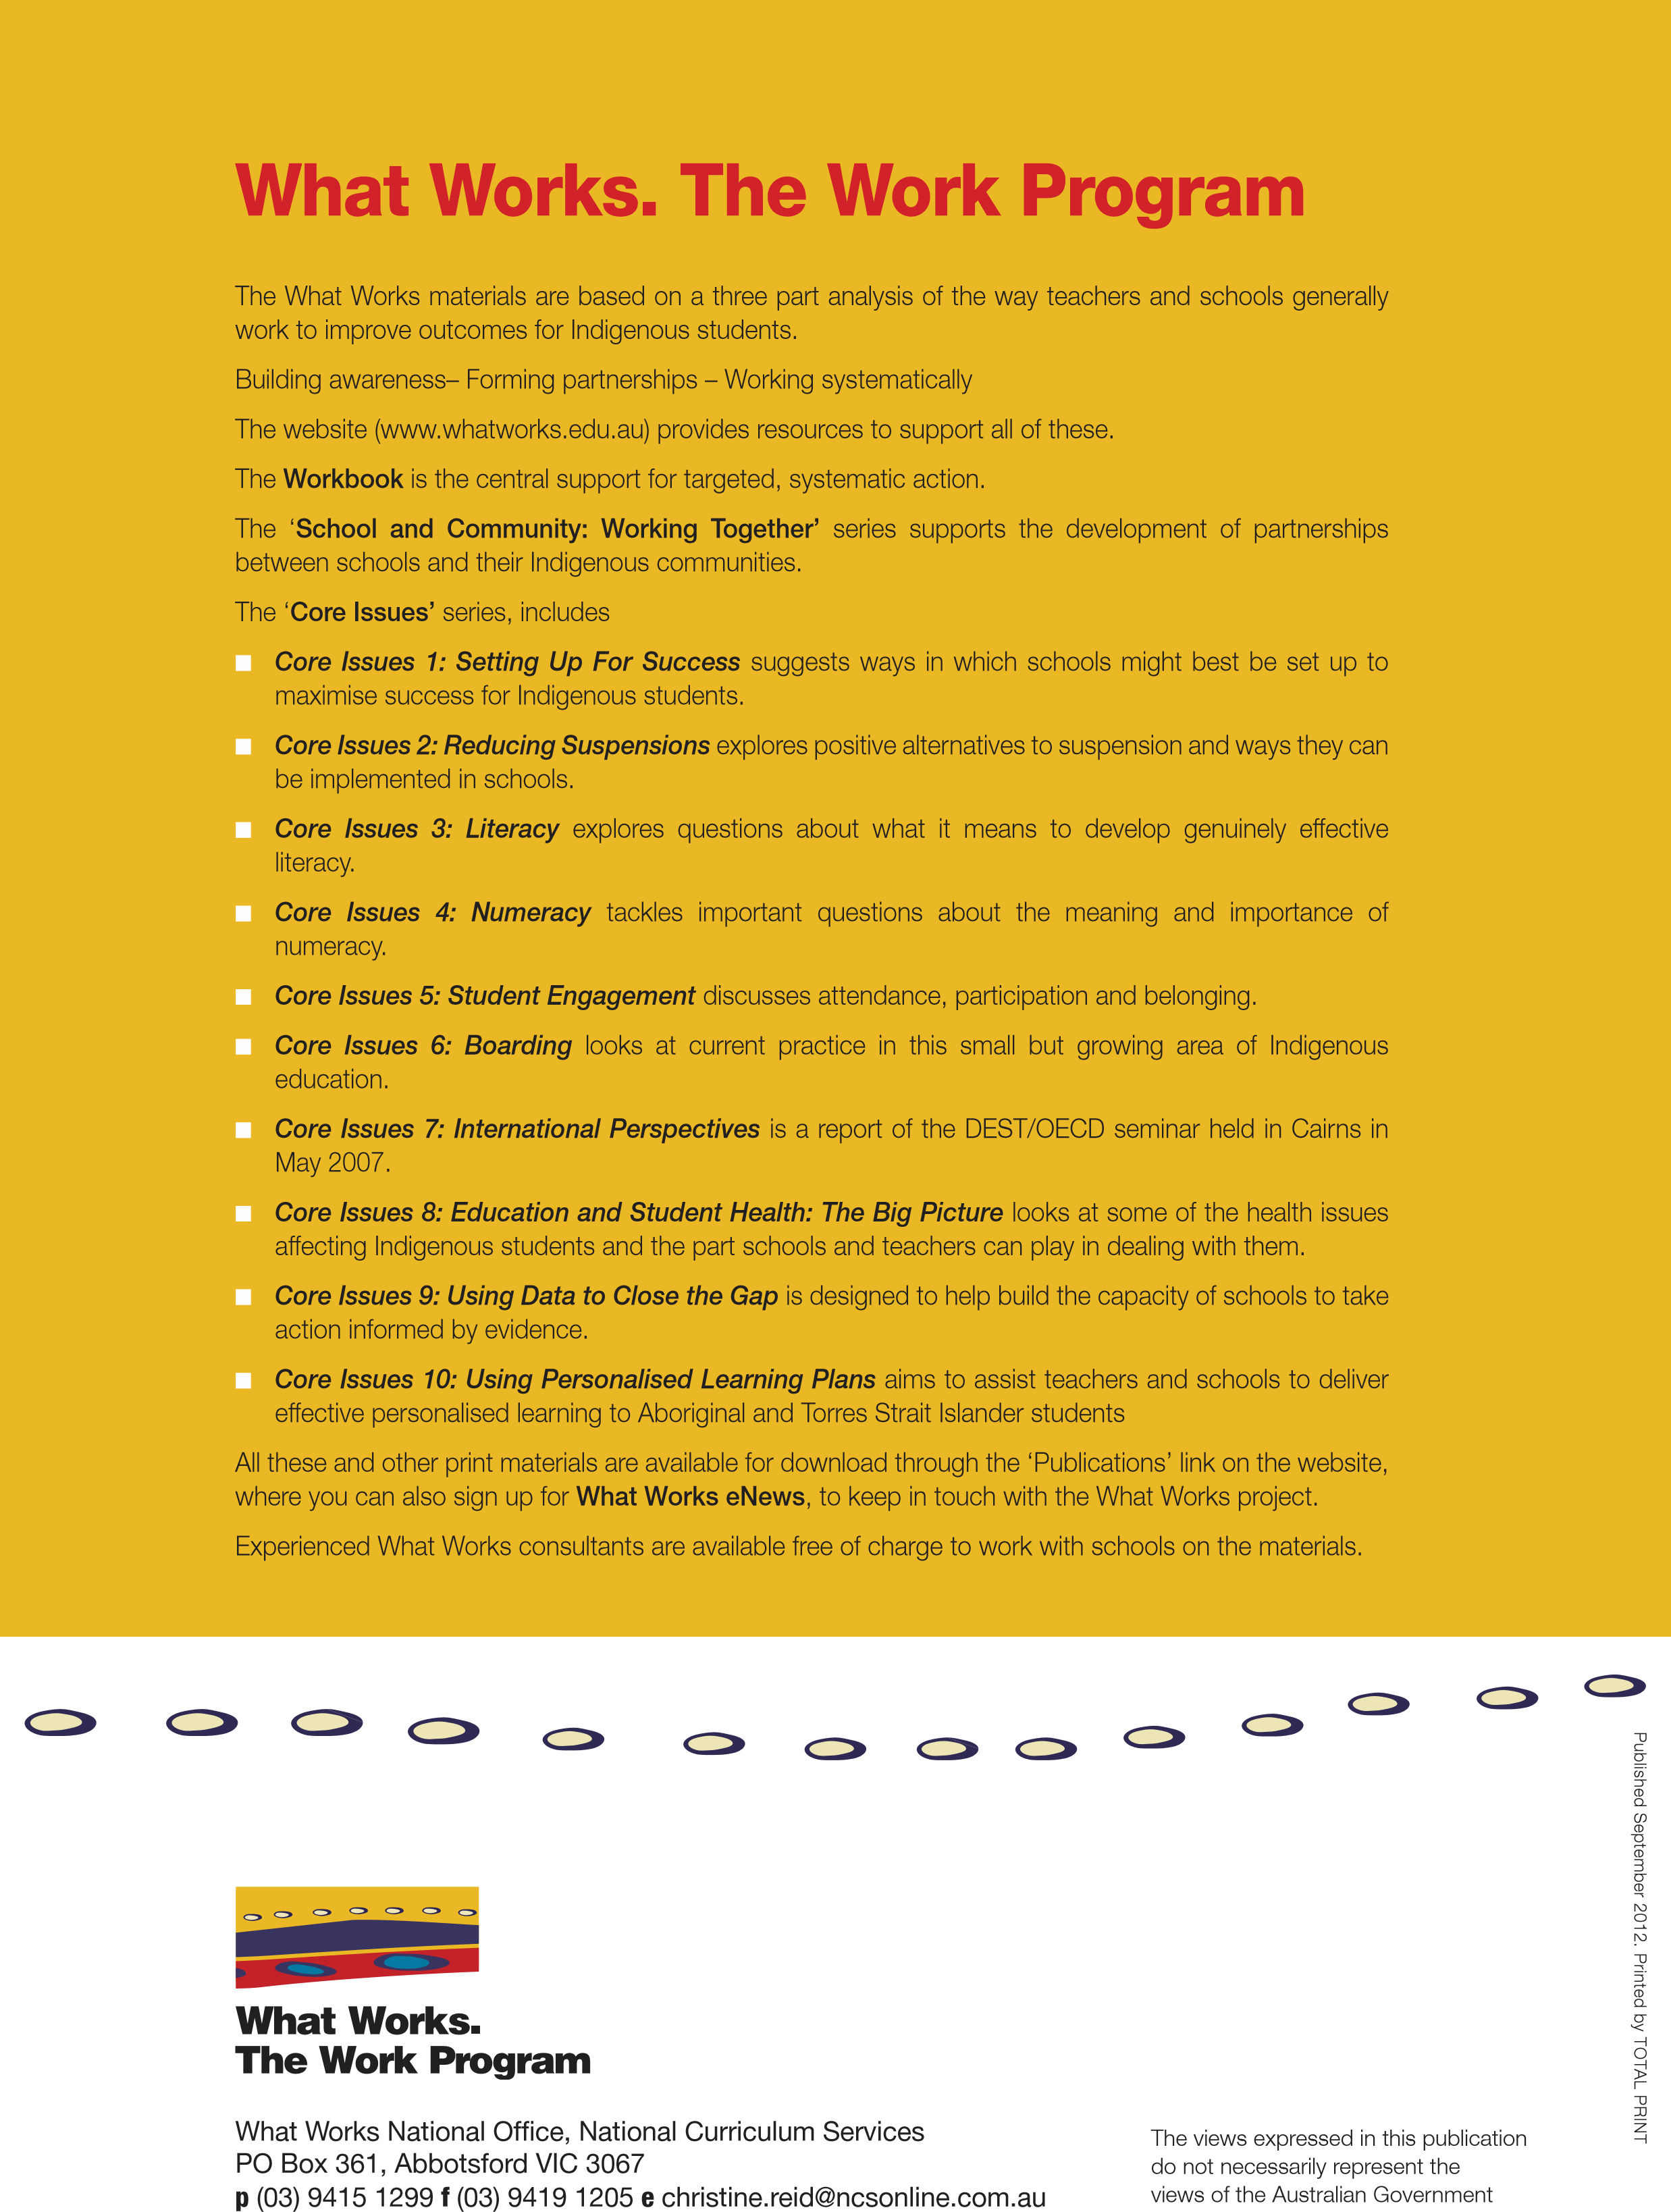 What Works. The Work Program
The What Works materials are based on a three part analysis of the way teachers and schools generally
work to improve outcomes for Indigenous students.
Building awareness– Forming partnerships – Working systematically
The website (www.whatworks.edu.au) provides resources to support all of these.
The Workbook is the central support for targeted, systematic action.
The ‘School and Community: Working Together’ series supports the development of partnerships
between schools and their Indigenous communities.
The ‘Core Issues’ series, includes
Core Issues 1: Setting Up For Success suggests ways in which schools might best be set up to
maximise success for Indigenous students.
Core Issues 2: Reducing Suspensions explores positive alternatives to suspension and ways they can
be implemented in schools.
Core Issues 3: Literacy explores questions about what it means to develop genuinely effective
literacy.
Core Issues 4: Numeracy tackles important questions about the meaning and importance of
numeracy.
Core Issues 5: Student Engagement discusses attendance, participation and belonging.
Core Issues 6: Boarding looks at current practice in this small but growing area of Indigenous
education.
Core Issues 7: International Perspectives is a report of the DEST/OECD seminar held in Cairns in
May 2007.
Core Issues 8: Education and Student Health: The Big Picture looks at some of the health issues
affecting Indigenous students and the part schools and teachers can play in dealing with them.
Core Issues 9: Using Data to Close the Gap is designed to help build the capacity of schools to take
action informed by evidence.
Core Issues 10: Using Personalised Learning Plans aims to assist teachers and schools to deliver
effective personalised learning to Aboriginal and Torres Strait Islander students
All these and other print materials are available for download through the ‘Publications’ link on the website,
where you can also sign up for What Works eNews, to keep in touch with the What Works project.
Experienced What Works consultants are available free of charge to work with schools on the materials.
Published September 2012. Printed by TOTAL PRINT
What Works.
The Work Program
What Works National Office, National Curriculum Services
PO Box 361, Abbotsford VIC 3067
p (03) 9415 1299 f (03) 9419 1205 e christine.reid@ncsonline.com.au
The views expressed in this publication
do not necessarily represent the
views of the Australian Government